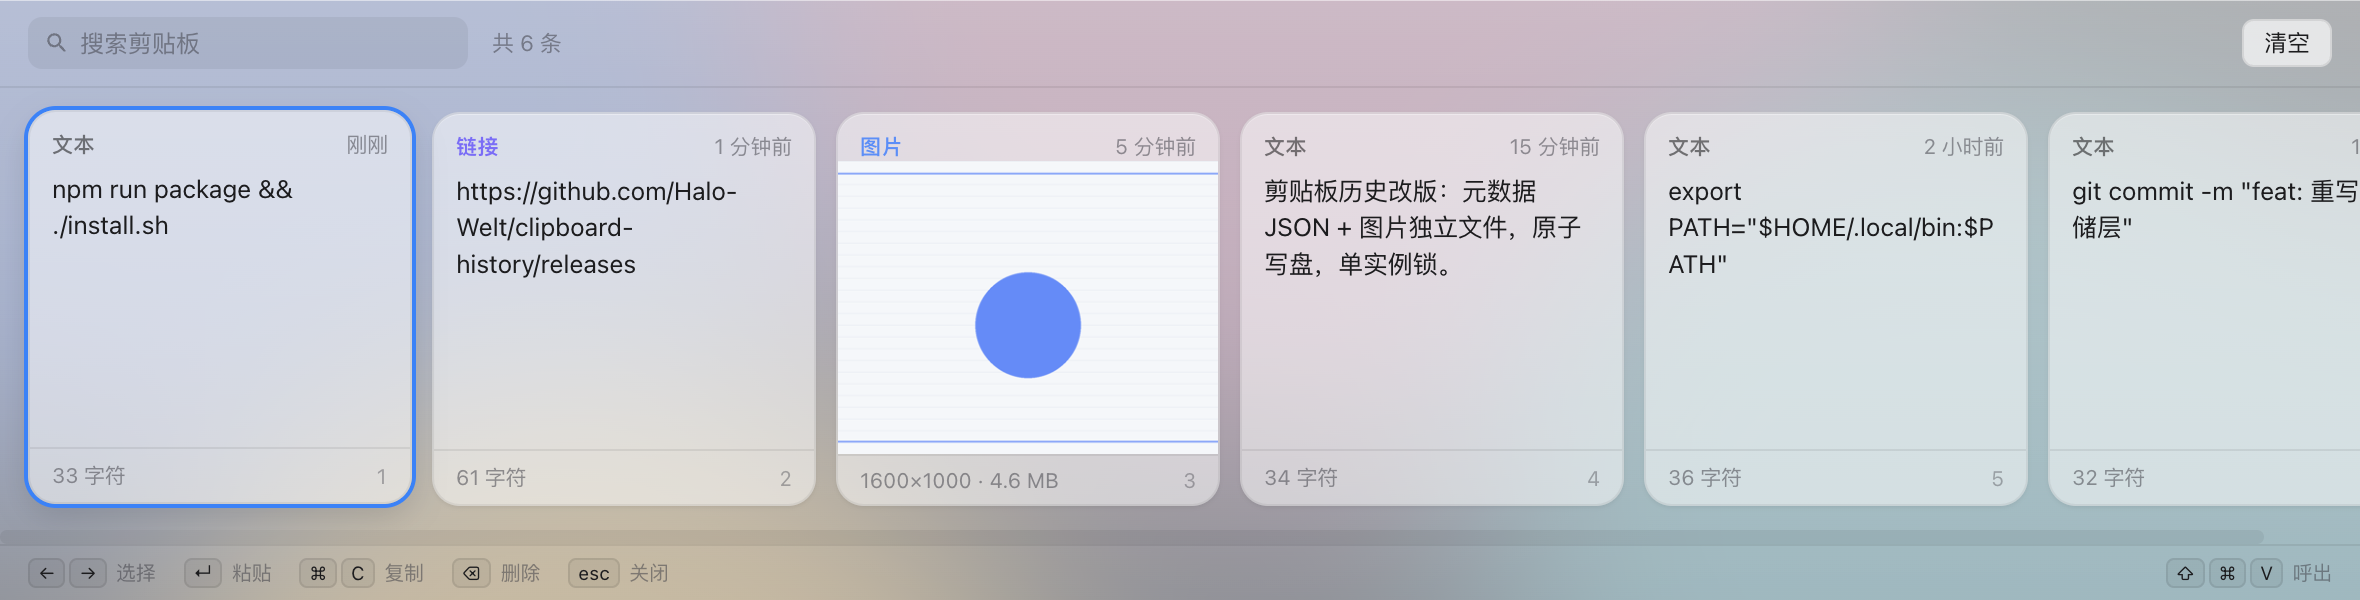 搜索剪贴板
共 6 条
清空
文本 刚刚
npm run package &&
./install.sh
33 字符 1
链接 1 分钟前
https://github.com/Halo-
Welt/clipboard-
history/releases
61 字符 2
图片 5 分钟前
1600×1000 · 4.6 MB 3
文本 15 分钟前
剪贴板历史改版：元数据
JSON + 图片独立文件，原子
写盘，单实例锁。
34 字符 4
文本 2 小时前
export
PATH="$HOME/.local/bin:$P
ATH"
36 字符 5
文本 1
git commit -m "feat: 重写
储层"
32 字符
← → 选择 ↵ 粘贴 ⌘ C 复制 ⌫ 删除 esc 关闭
⇧ ⌘ V 呼出